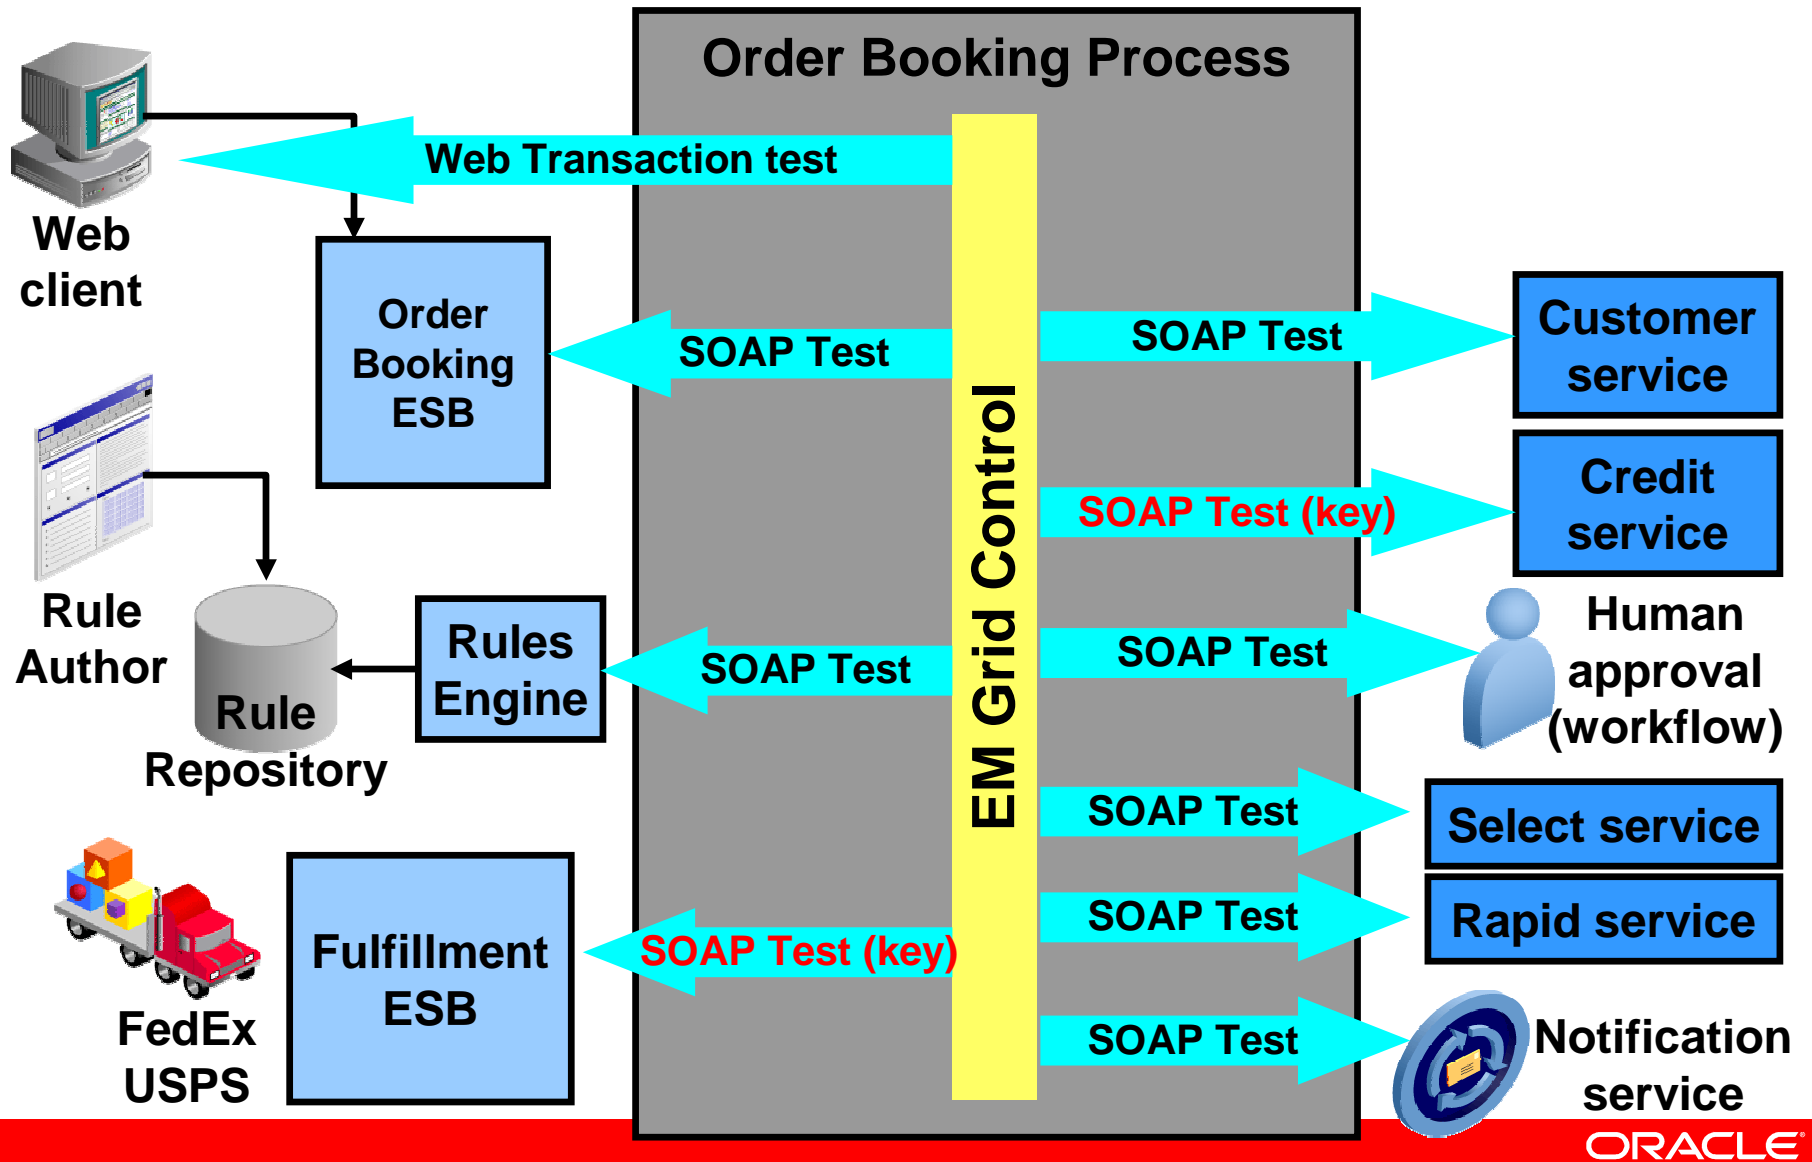 Order Booking Process
Web Transaction test
Web
client
Order
Booking
ESB
SOAP Test
SOAP Test
Customer
service
EM Grid Control
SOAP Test (key)
Credit
service
Rule
Author
Rule
Repository
Rules
Engine
SOAP Test
SOAP Test
Human
approval
(workflow)
SOAP Test
Select service
SOAP Test
Rapid service
FedEx
USPS
Fulfillment
ESB
SOAP Test (key)
SOAP Test
Notification
service
ORACLE